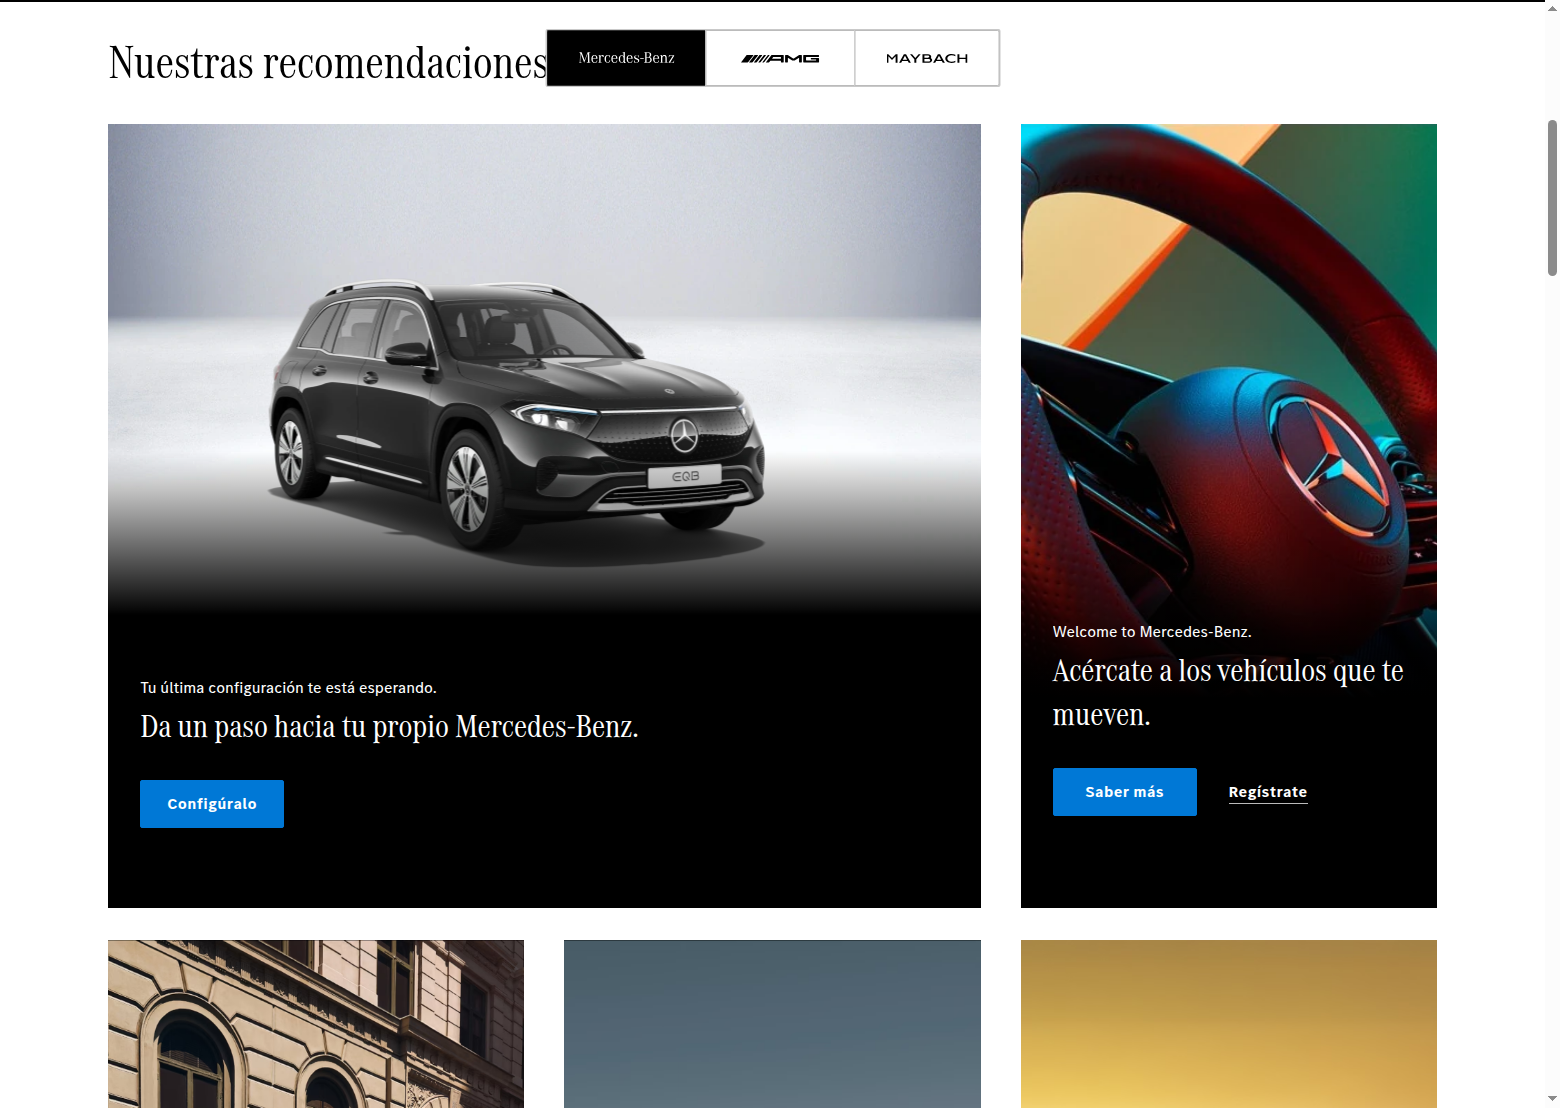 Nuestras recomendaciones
Mercedes-Benz
AMG
MAYBACH
EQB
Tu última configuración te está esperando.
Da un paso hacia tu propio Mercedes-Benz.
Configúralo
Welcome to Mercedes-Benz.
Acércate a los vehículos que te
mueven.
Saber más
Regístrate